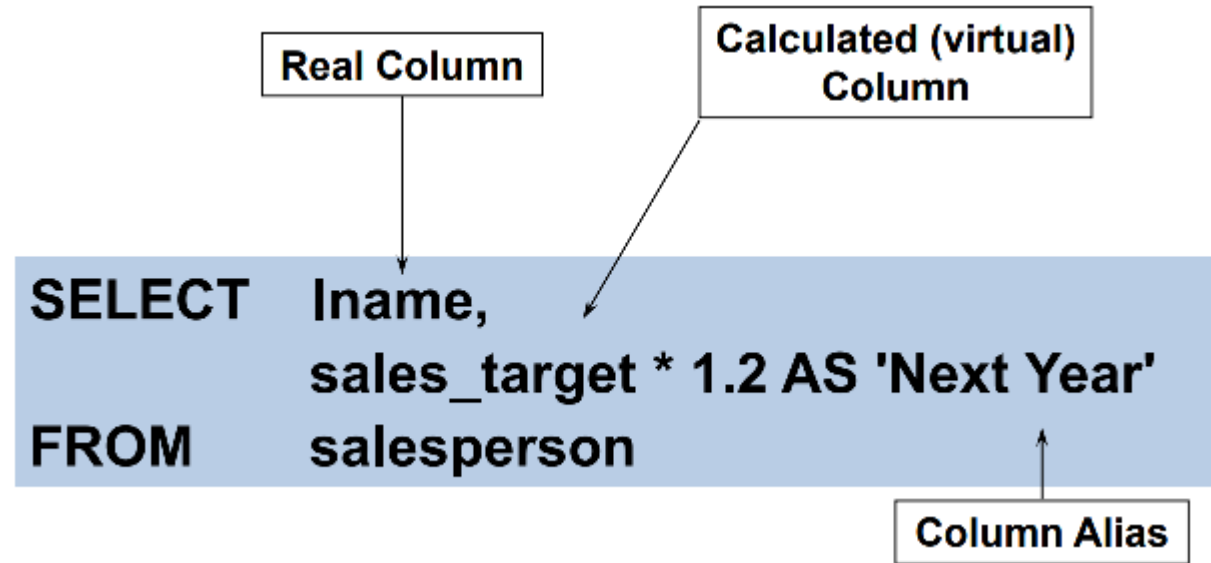 Real Column
Calculated (virtual)
Column
SELECT lname,
sales_target * 1.2 AS 'Next Year'
FROM salesperson
Column Alias